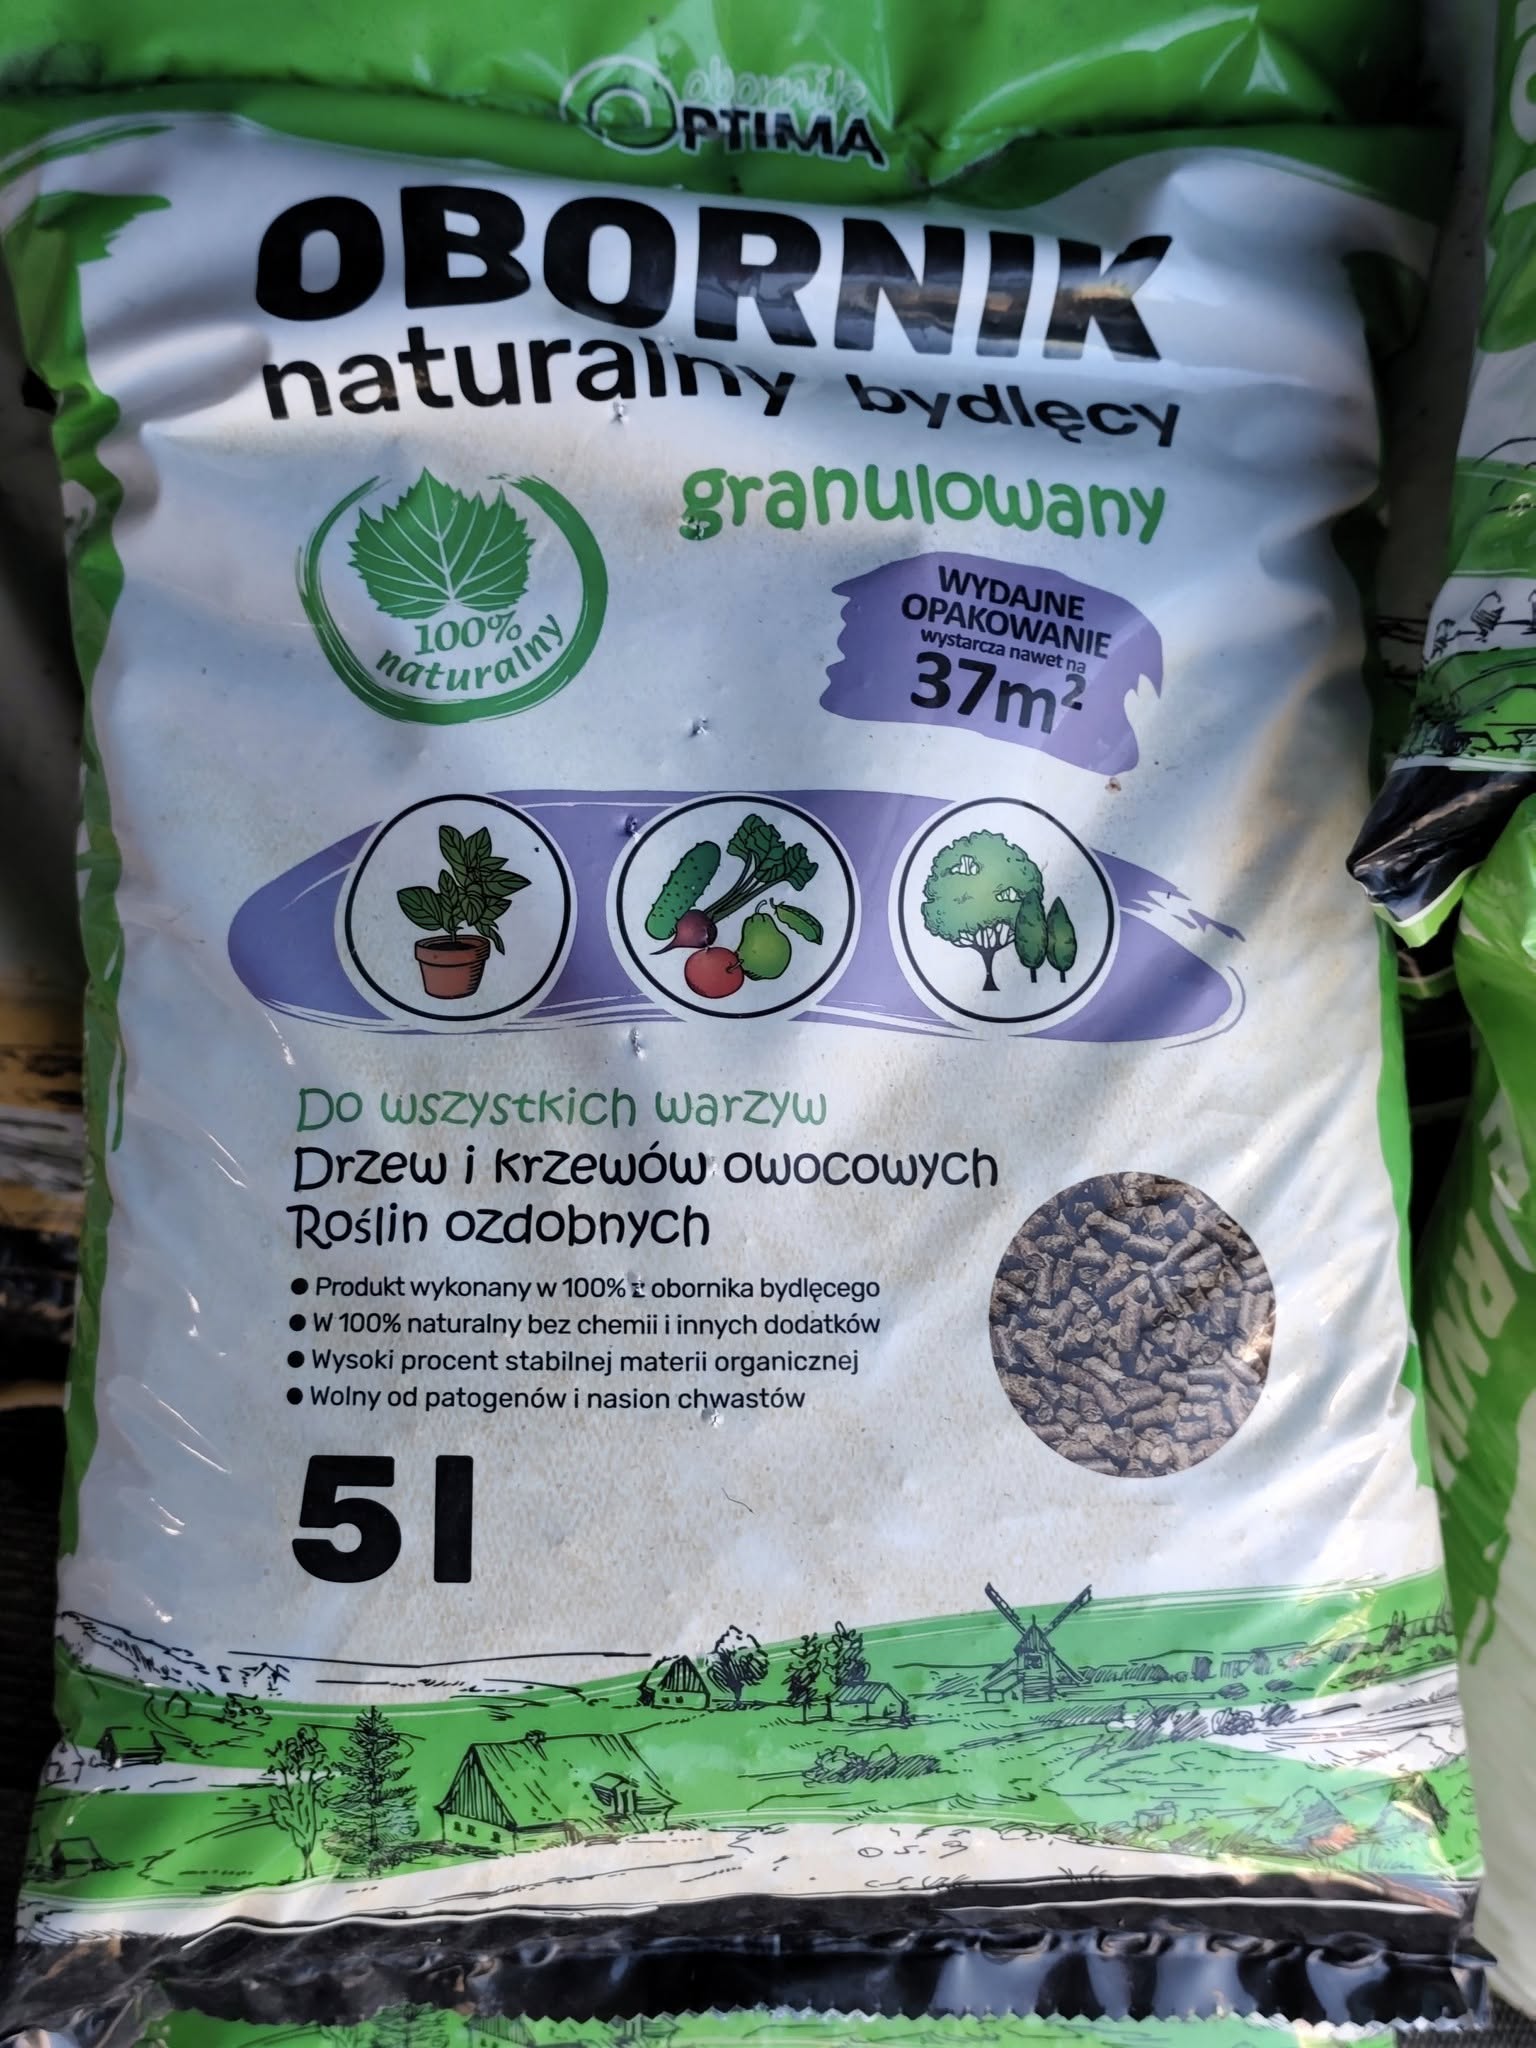 obornik
OPTIMA
OBORNIK
naturalny bydlęcy
granulowany
100%
naturalny
WYDAJNE
OPAKOWANIE
wystarcza nawet na
37m²
Do wszystkich warzyw
Drzew i krzewów owocowych
Roślin ozdobnych
● Produkt wykonany w 100% z obornika bydlęcego
● W 100% naturalny bez chemii i innych dodatków
● Wysoki procent stabilnej materii organicznej
● Wolny od patogenów i nasion chwastów
5l